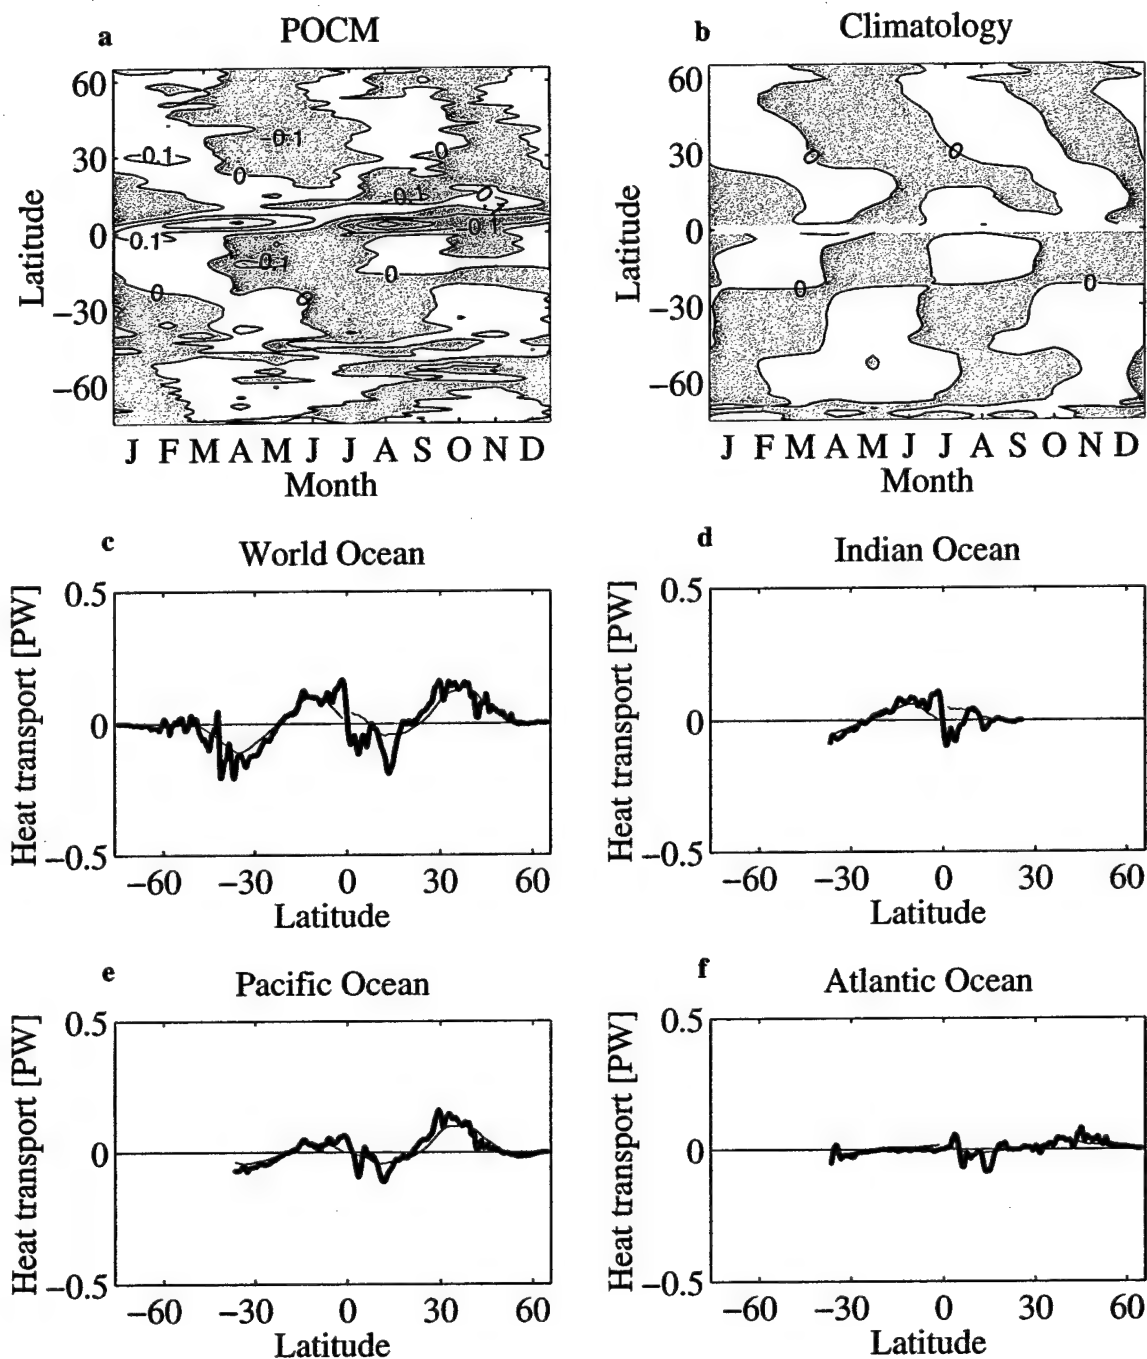 a POCM
b Climatology
60
30
0
−30
−60
Latitude
−0.1
−0.1
0
0
−0.1
−0.1
−0.1
−0.1
0
0
0
J F M A M J J A S O N D
Month
60
30
0
−30
−60
Latitude
0
0
0
0
J F M A M J J A S O N D
Month
c World Ocean
0.5
0
−0.5
Heat transport [PW]
−60 −30 0 30 60
Latitude
d Indian Ocean
0.5
0
−0.5
Heat transport [PW]
−60 −30 0 30 60
Latitude
e Pacific Ocean
0.5
0
−0.5
Heat transport [PW]
−60 −30 0 30 60
Latitude
f Atlantic Ocean
0.5
0
−0.5
Heat transport [PW]
−60 −30 0 30 60
Latitude